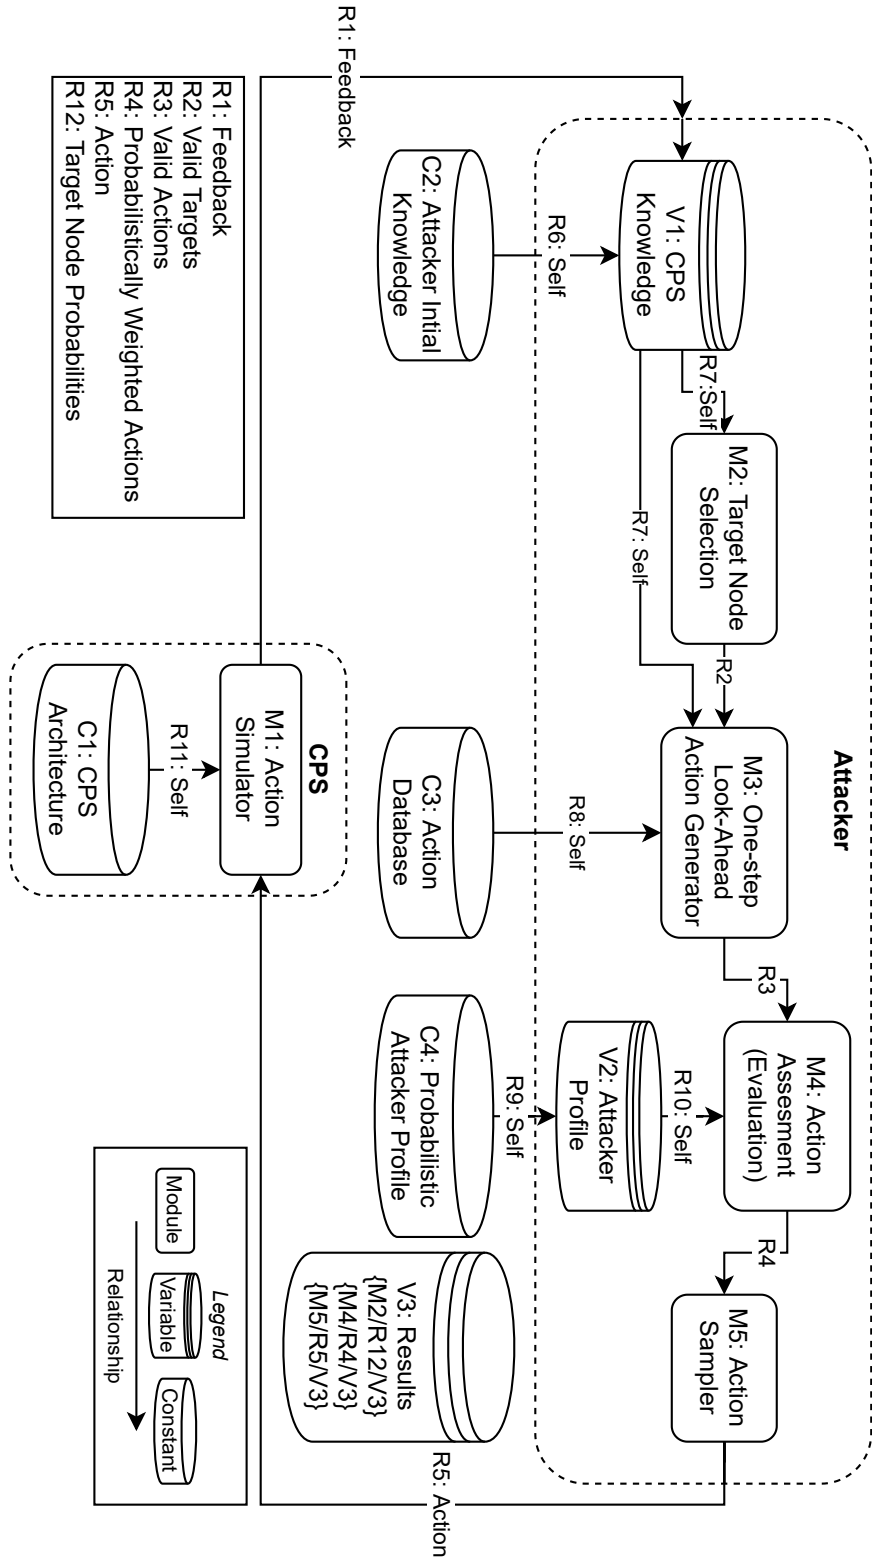 Attacker
V1: CPS
Knowledge
R7:Self
M2: Target Node
Selection
R2
R7: Self
M3: One-step
Look-Ahead
Action Generator
R3
M4: Action
Assesment
(Evaluation)
R4
M5: Action
Sampler
R10: Self
V2: Attacker
Profile
R6: Self
R8: Self
R9: Self
R1: Feedback
C2: Attacker Intial
Knowledge
C3: Action
Database
C4: Probabilistic
Attacker Profile
V3: Results
{M2/R12/V3}
{M4/R4/V3}
{M5/R5/V3}
R5: Action
CPS
M1: Action
Simulator
R11: Self
C1: CPS
Architecture
R1: Feedback
R2: Valid Targets
R3: Valid Actions
R4: Probabilistically Weighted Actions
R5: Action
R12: Target Node Probabilities
Legend
Module
Variable
Constant
Relationship